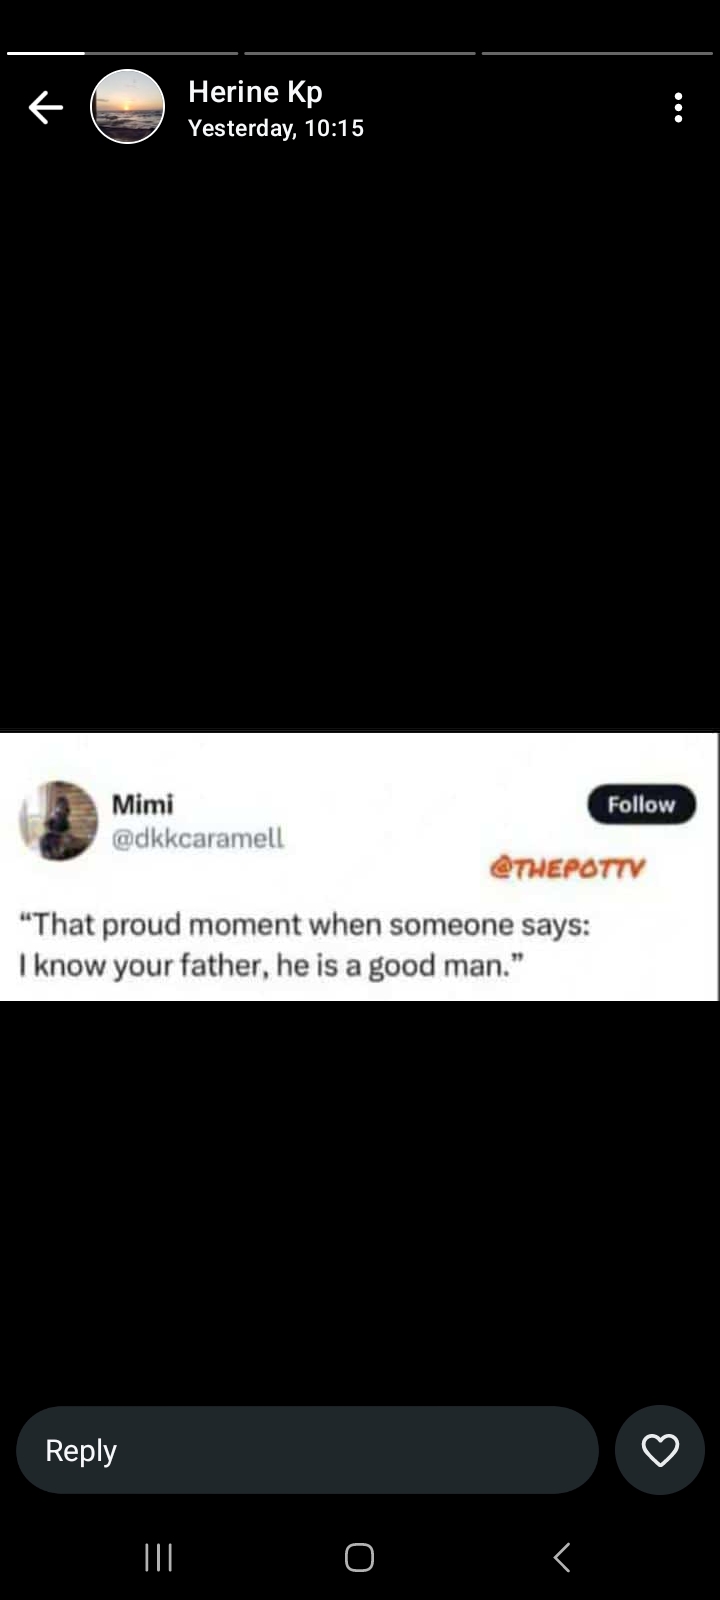 Herine Kp
Yesterday, 10:15
Mimi
@dkkcaramell
Follow
@THEPOTTV
“That proud moment when someone says:
I know your father, he is a good man.”
Reply